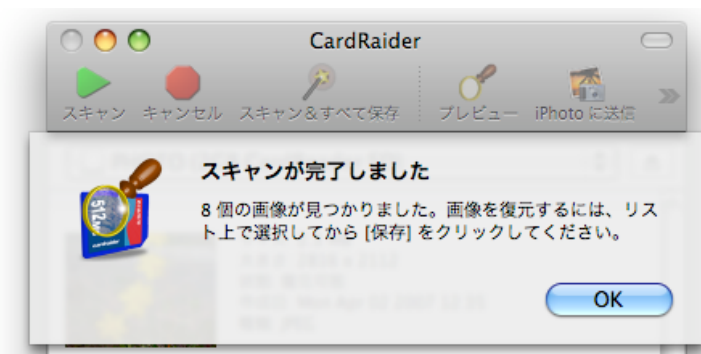 CardRaider
スキャン キャンセル スキャン&すべて保存 プレビュー iPhoto に送信
スキャンが完了しました
8 個の画像が見つかりました。画像を復元するには、リス
ト上で選択してから [保存] をクリックしてください。
512
cardraider
OK